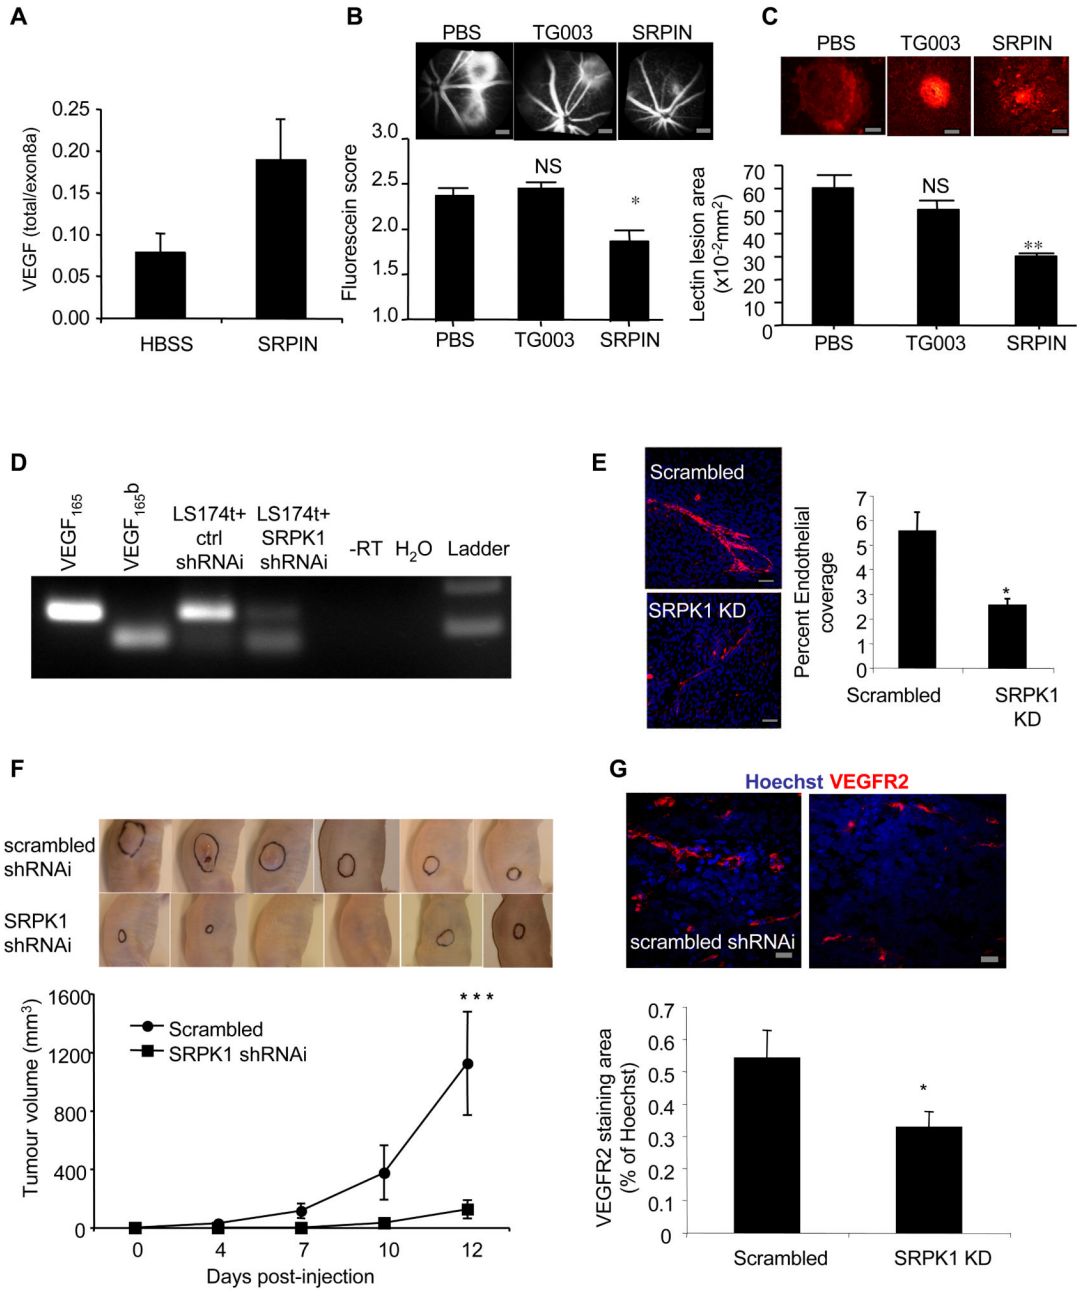 A
VEGF (total/exon8a)
0.25
0.20
0.15
0.10
0.05
0.00
HBSS
SRPIN
B
PBS
TG003
SRPIN
Fluorescein score
3.0
2.5
2.0
1.5
1.0
NS
*
PBS
TG003
SRPIN
C
PBS
TG003
SRPIN
Lectin lesion area
(x10⁻²mm²)
70
60
50
40
30
20
10
0
NS
**
PBS
TG003
SRPIN
D
VEGF₁₆₅
VEGF₁₆₅b
LS174t+
ctrl
shRNAi
LS174t+
SRPK1
shRNAi
-RT
H₂O
Ladder
E
Scrambled
SRPK1 KD
Percent Endothelial
coverage
7
6
5
4
3
2
1
0
*
Scrambled
SRPK1
KD
F
scrambled
shRNAi
SRPK1
shRNAi
Tumour volume (mm³)
1600
1200
800
400
0
Scrambled
SRPK1 shRNAi
* * *
0
4
7
10
12
Days post-injection
G
Hoechst VEGFR2
scrambled shRNAi
VEGFR2 staining area
(% of Hoechst)
0.7
0.6
0.5
0.4
0.3
0.2
0.1
0
*
Scrambled
SRPK1 KD